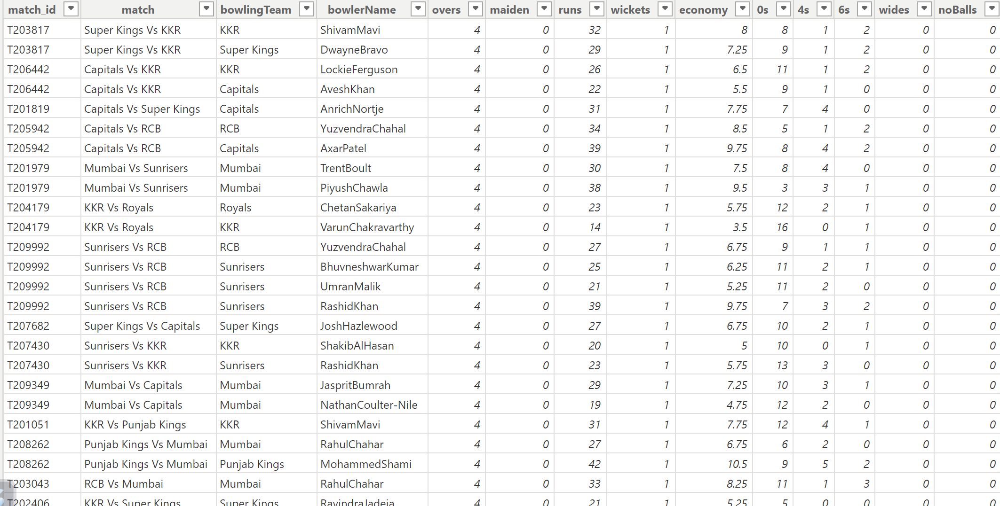 match_id match bowlingTeam bowlerName overs maiden runs wickets economy 0s 4s 6s wides noBalls
T203817 Super Kings Vs KKR KKR ShivamMavi 4 0 32 1 8 8 1 2 0 0
T203817 Super Kings Vs KKR Super Kings DwayneBravo 4 0 29 1 7.25 9 1 2 0 0
T206442 Capitals Vs KKR KKR LockieFerguson 4 0 26 1 6.5 11 1 2 0 0
T206442 Capitals Vs KKR Capitals AveshKhan 4 0 22 1 5.5 9 1 0 0 0
T201819 Capitals Vs Super Kings Capitals AnrichNortje 4 0 31 1 7.75 7 4 0 0 0
T205942 Capitals Vs RCB RCB YuzvendraChahal 4 0 34 1 8.5 5 1 2 0 0
T205942 Capitals Vs RCB Capitals AxarPatel 4 0 39 1 9.75 8 4 2 0 0
T201979 Mumbai Vs Sunrisers Mumbai TrentBoult 4 0 30 1 7.5 8 4 0 0 0
T201979 Mumbai Vs Sunrisers Mumbai PiyushChawla 4 0 38 1 9.5 3 3 1 0 0
T204179 KKR Vs Royals Royals ChetanSakariya 4 0 23 1 5.75 12 2 1 0 0
T204179 KKR Vs Royals KKR VarunChakravarthy 4 0 14 1 3.5 16 0 1 0 0
T209992 Sunrisers Vs RCB RCB YuzvendraChahal 4 0 27 1 6.75 9 1 1 0 0
T209992 Sunrisers Vs RCB Sunrisers BhuvneshwarKumar 4 0 25 1 6.25 11 2 1 0 0
T209992 Sunrisers Vs RCB Sunrisers UmranMalik 4 0 21 1 5.25 11 2 0 0 0
T209992 Sunrisers Vs RCB Sunrisers RashidKhan 4 0 39 1 9.75 7 3 2 0 0
T207682 Super Kings Vs Capitals Super Kings JoshHazlewood 4 0 27 1 6.75 10 2 1 0 0
T207430 Sunrisers Vs KKR KKR ShakibAlHasan 4 0 20 1 5 10 0 1 0 0
T207430 Sunrisers Vs KKR Sunrisers RashidKhan 4 0 23 1 5.75 13 3 0 0 0
T209349 Mumbai Vs Capitals Mumbai JaspritBumrah 4 0 29 1 7.25 10 3 1 0 0
T209349 Mumbai Vs Capitals Mumbai NathanCoulter-Nile 4 0 19 1 4.75 12 2 0 0 0
T201051 KKR Vs Punjab Kings KKR ShivamMavi 4 0 31 1 7.75 12 4 1 0 0
T208262 Punjab Kings Vs Mumbai Mumbai RahulChahar 4 0 27 1 6.75 6 2 0 0 0
T208262 Punjab Kings Vs Mumbai Punjab Kings MohammedShami 4 0 42 1 10.5 9 5 2 0 0
T203043 RCB Vs Mumbai Mumbai RahulChahar 4 0 33 1 8.25 11 1 3 0 0
T202406 KKR Vs Super Kings Super Kings RavindraJadeja 4 0 21 1 5.25 5 0 0 0 0